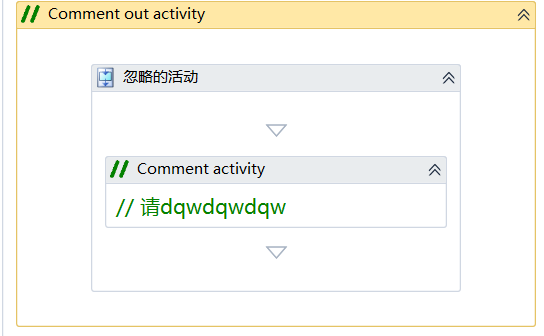 // Comment out activity
忽略的活动
// Comment activity
// 请dqwdqwdqw